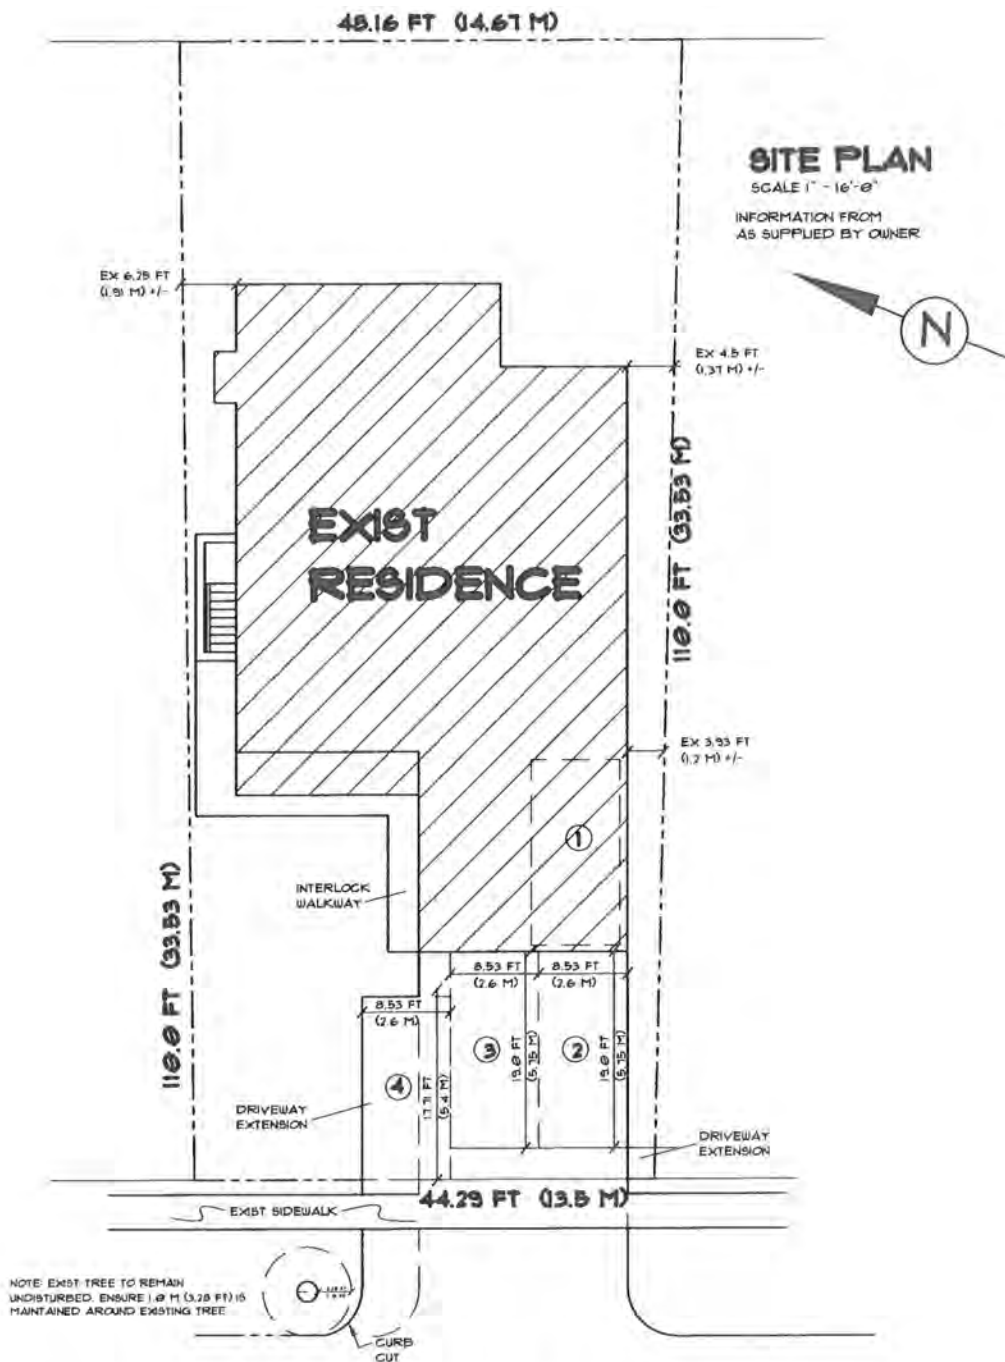 48.16 FT (14.67 M)
SITE PLAN
SCALE 1" - 16'-0"
INFORMATION FROM
AS SUPPLIED BY OWNER
N
EX 6.25 FT
(1.91 M) +/-
EX 4.5 FT
(1.37 M) +/-
EXIST
RESIDENCE
110.0 FT (33.53 M)
EX 3.93 FT
(1.2 M) +/-
1
INTERLOCK
WALKWAY
110.0 FT (33.53 M)
8.53 FT
(2.6 M)
8.53 FT
(2.6 M)
8.53 FT
(2.6 M)
3
19.0 FT
(5.75 M)
2
19.0 FT
(5.75 M)
4
17.71 FT
(5.4 M)
DRIVEWAY
EXTENSION
DRIVEWAY
EXTENSION
44.29 FT (13.5 M)
EXIST SIDEWALK
NOTE: EXIST TREE TO REMAIN
UNDISTURBED. ENSURE 1.0 M (3.28 FT) IS
MAINTAINED AROUND EXISTING TREE
CURB
CUT